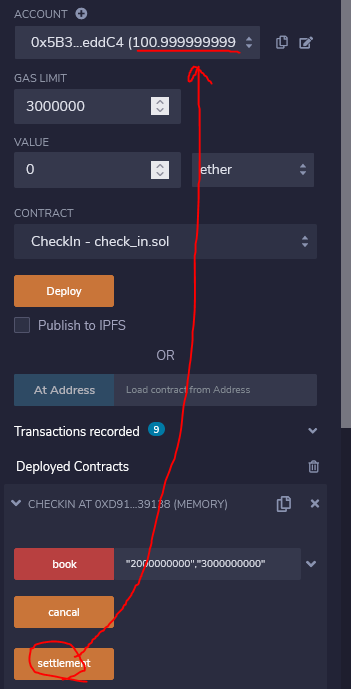 ACCOUNT
0x5B3...eddC4 (100.999999999
GAS LIMIT
3000000
VALUE
0
ether
CONTRACT
CheckIn - check_in.sol
Deploy
Publish to IPFS
OR
At Address
Load contract from Address
Transactions recorded 9
Deployed Contracts
CHECKIN AT 0XD91...39138 (MEMORY)
book
"2000000000","3000000000"
cancal
settlement